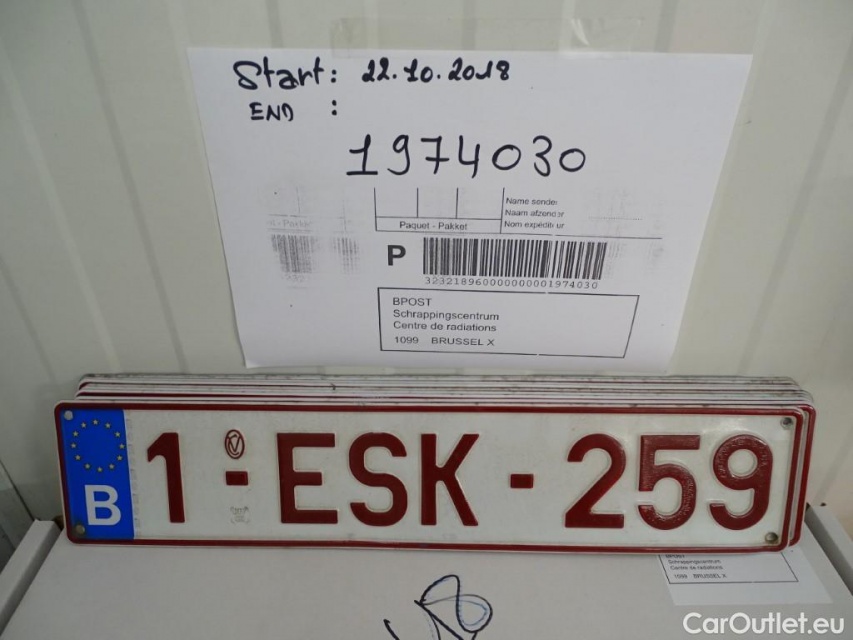 Start: 22.10.2018
END :
1974030
Name sender
Naam afzender
Nom expéditeur
Paquet - Pakket
P
323218960000000001974030
BPOST
Schrappingscentrum
Centre de radiations
1099 BRUSSEL X
B 1-ESK-259
BPOST
Schrappingscentrum
Centre de radiations
1099 BRUSSEL X
CarOutlet.eu